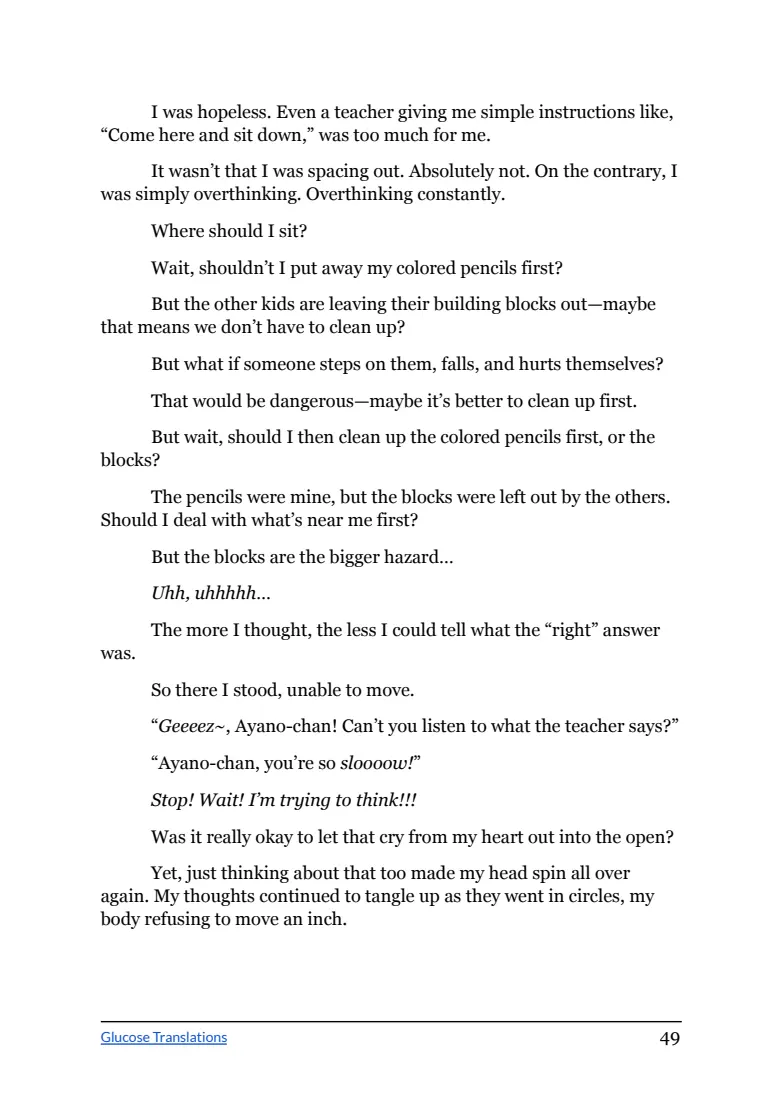 I was hopeless. Even a teacher giving me simple instructions like,
“Come here and sit down,” was too much for me.
It wasn’t that I was spacing out. Absolutely not. On the contrary, I
was simply overthinking. Overthinking constantly.
Where should I sit?
Wait, shouldn’t I put away my colored pencils first?
But the other kids are leaving their building blocks out—maybe
that means we don’t have to clean up?
But what if someone steps on them, falls, and hurts themselves?
That would be dangerous—maybe it’s better to clean up first.
But wait, should I then clean up the colored pencils first, or the
blocks?
The pencils were mine, but the blocks were left out by the others.
Should I deal with what’s near me first?
But the blocks are the bigger hazard...
Uhh, uhhhhh...
The more I thought, the less I could tell what the “right” answer
was.
So there I stood, unable to move.
“Geeeez~, Ayano-chan! Can’t you listen to what the teacher says?”
“Ayano-chan, you’re so sloooow!”
Stop! Wait! I’m trying to think!!!
Was it really okay to let that cry from my heart out into the open?
Yet, just thinking about that too made my head spin all over
again. My thoughts continued to tangle up as they went in circles, my
body refusing to move an inch.
Glucose Translations
49